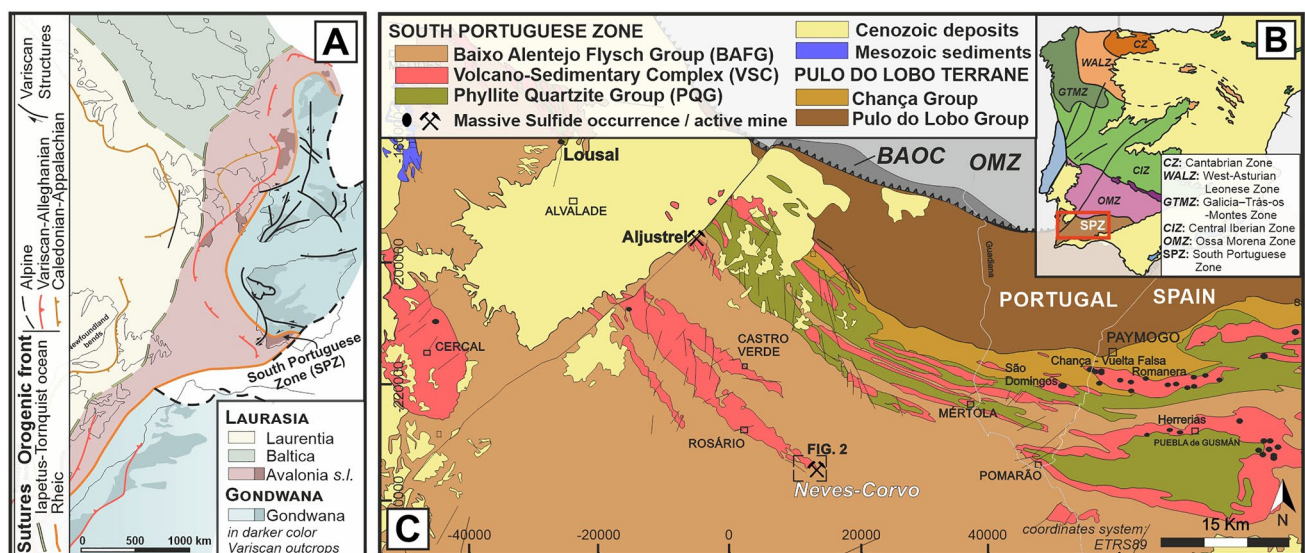 A
Variscan
Structures
Alpine
Variscan-Alleghanian
Caledonian-Appalachian
Orogenic front
Sutures
Iapetus-Tornquist ocean
Rheic
Newfoundland
bends
South Portuguese
Zone (SPZ)
LAURASIA
Laurentia
Baltica
Avalonia s.l.
GONDWANA
Gondwana
in darker color
Variscan outcrops
0 500 1000 km
SOUTH PORTUGUESE ZONE
Baixo Alentejo Flysch Group (BAFG)
Volcano-Sedimentary Complex (VSC)
Phyllite Quartzite Group (PQG)
Massive Sulfide occurrence / active mine
Cenozoic deposits
Mesozoic sediments
PULO DO LOBO TERRANE
Chança Group
Pulo do Lobo Group
B
CZ
WALZ
GTMZ
CIZ
OMZ
SPZ
CZ: Cantabrian Zone
WALZ: West-Asturian
Leonese Zone
GTMZ: Galicia–Trás-os
-Montes Zone
CIZ: Central Iberian Zone
OMZ: Ossa Morena Zone
SPZ: South Portuguese
Zone
Lousal
BAOC
OMZ
ALVALADE
Aljustrel
Guadiana
-200000
PORTUGAL SPAIN
CERCAL
CASTRO
VERDE
PAYMOGO
Chança - Vuelta Falsa
Romanera
São
Domingos
-220000
MÉRTOLA
ROSÁRIO
Herrerias
PUEBLA de GUSMÁN
FIG. 2
POMARÃO
Neves-Corvo
C
-40000 -20000 0 20000 40000
coordinates system/
ETRS89
15 Km
N